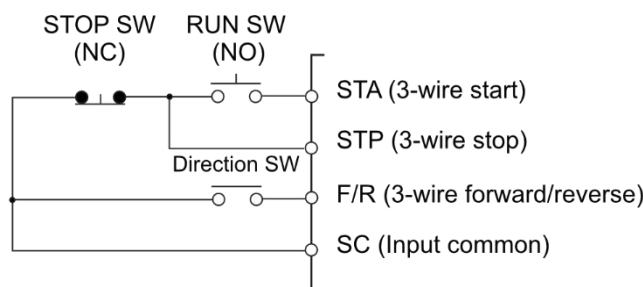 STOP SW
(NC)
RUN SW
(NO)
STA (3-wire start)
STP (3-wire stop)
Direction SW
F/R (3-wire forward/reverse)
SC (Input common)